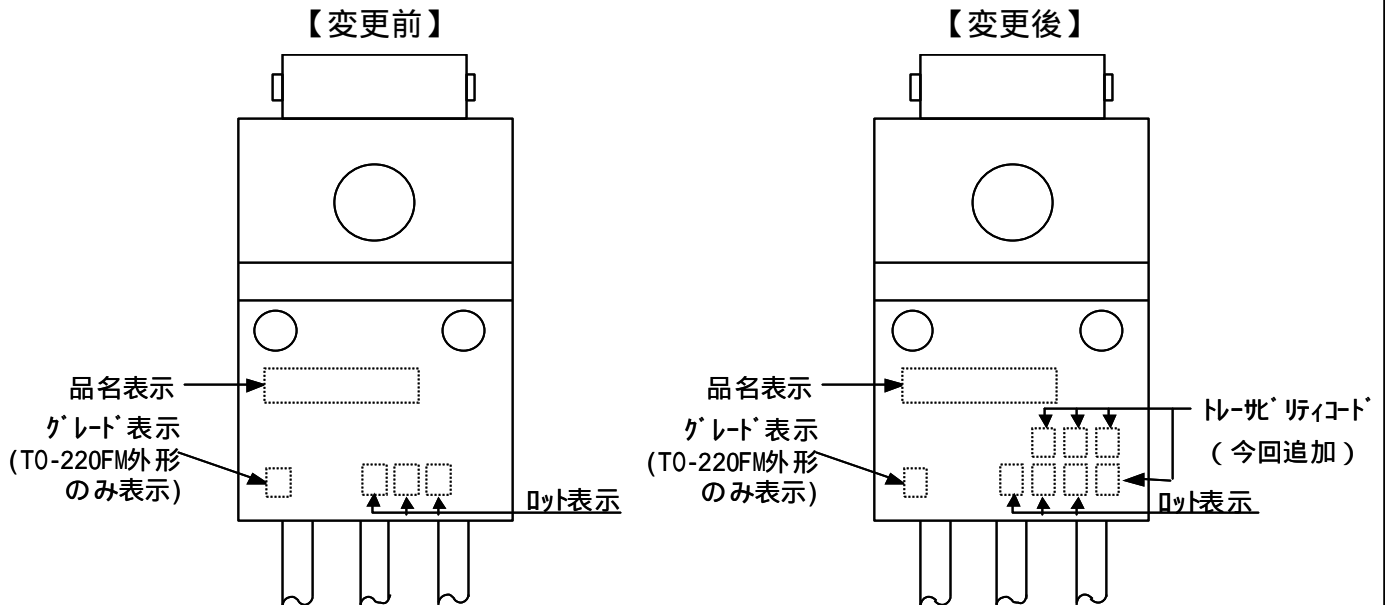 【変更前】
品名表示
グレード表示
(TO-220FM外形
のみ表示)
ロット表示
【変更後】
品名表示
グレード表示
(TO-220FM外形
のみ表示)
トレーサビリティコード
（今回追加）
ロット表示